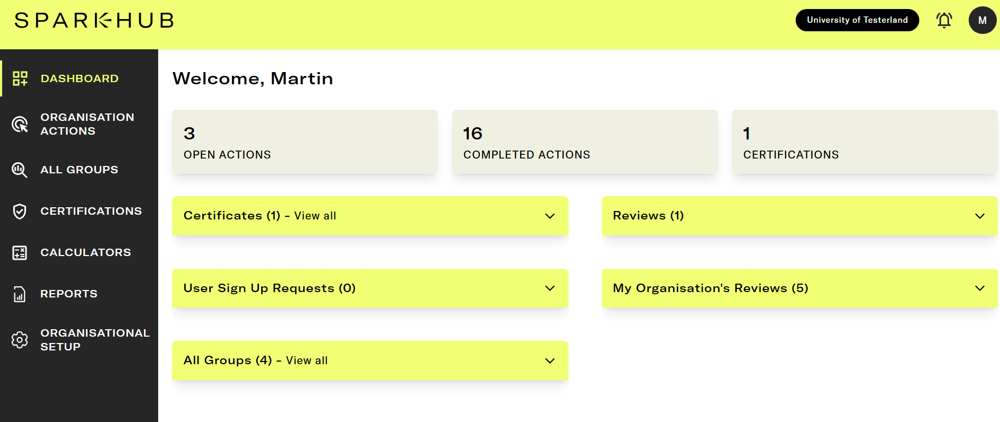 SPARKHUB
University of Testerland
M
DASHBOARD
ORGANISATION
ACTIONS
ALL GROUPS
CERTIFICATIONS
CALCULATORS
REPORTS
ORGANISATIONAL
SETUP
Welcome, Martin
3
OPEN ACTIONS
16
COMPLETED ACTIONS
1
CERTIFICATIONS
Certificates (1) - View all
Reviews (1)
User Sign Up Requests (0)
My Organisation's Reviews (5)
All Groups (4) - View all